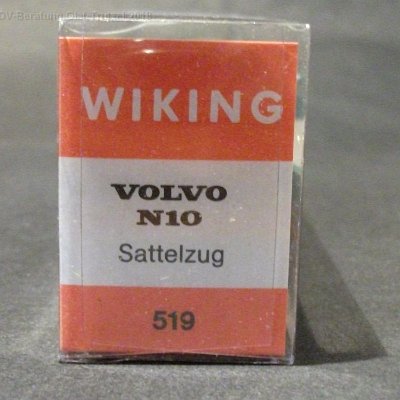 WIKING
VOLVO
N10
Sattelzug
519